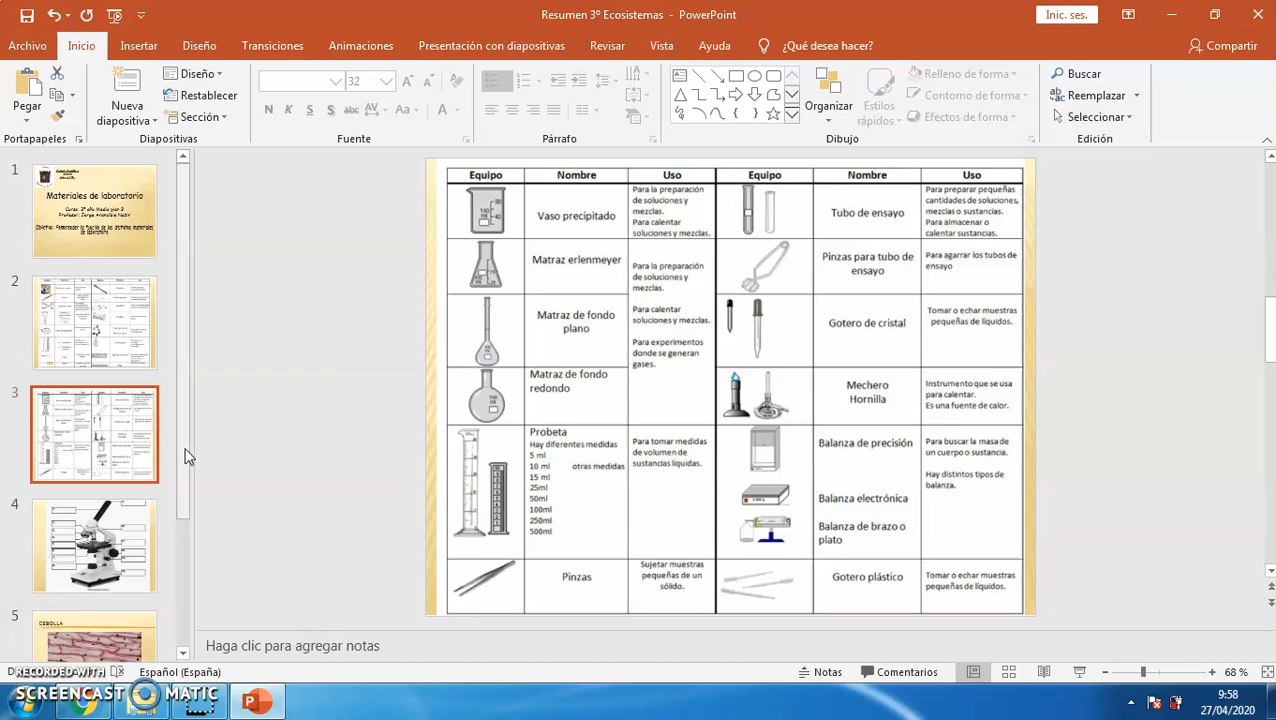 Resumen 3º Ecosistemas - PowerPoint
Inic. ses.
Archivo
Inicio
Insertar
Diseño
Transiciones
Animaciones
Presentación con diapositivas
Revisar
Vista
Ayuda
¿Qué desea hacer?
Compartir
Pegar
Nueva
diapositiva
Diseño
Restablecer
Sección
32
N K S S abc AV Aa A
Organizar
Estilos
rápidos
Relleno de forma
Contorno de forma
Efectos de forma
Buscar
Reemplazar
Seleccionar
Portapapeles
Diapositivas
Fuente
Párrafo
Dibujo
Edición
1
Materiales de laboratorio
2
3
4
5
CEBOLLA
Equipo Nombre Uso Equipo Nombre Uso
Vaso precipitado
Para la preparación
de soluciones y
mezclas.
Para calentar
soluciones y mezclas.
Tubo de ensayo
Para preparar pequeñas
cantidades de soluciones,
mezclas o sustancias.
Para almacenar o
calentar sustancias.
Matraz erlenmeyer
Para la preparación
de soluciones y
mezclas.
Para calentar
soluciones y mezclas.
Para experimentos
donde se generan
gases.
Pinzas para tubo de
ensayo
Para agarrar los tubos de
ensayo
Matraz de fondo
plano
Gotero de cristal
Tomar o echar muestras
pequeñas de líquidos.
Matraz de fondo
redondo
Mechero
Hornilla
Instrumento que se usa
para calentar.
Es una fuente de calor.
Probeta
Hay diferentes medidas
5 ml
10 ml otras medidas
15 ml
25ml
50ml
100ml
250ml
500ml
Para tomar medidas
de volumen de
sustancias líquidas.
Balanza de precisión
Balanza electrónica
Balanza de brazo o
plato
Para buscar la masa de
un cuerpo o sustancia.
Hay distintos tipos de
balanza.
Pinzas
Sujetar muestras
pequeñas de un
sólido.
Gotero plástico
Tomar o echar muestras
pequeñas de líquidos.
Haga clic para agregar notas
Español (España)
Notas
Comentarios
68 %
RECORDED WITH
SCREENCAST MATIC
9:58
27/04/2020